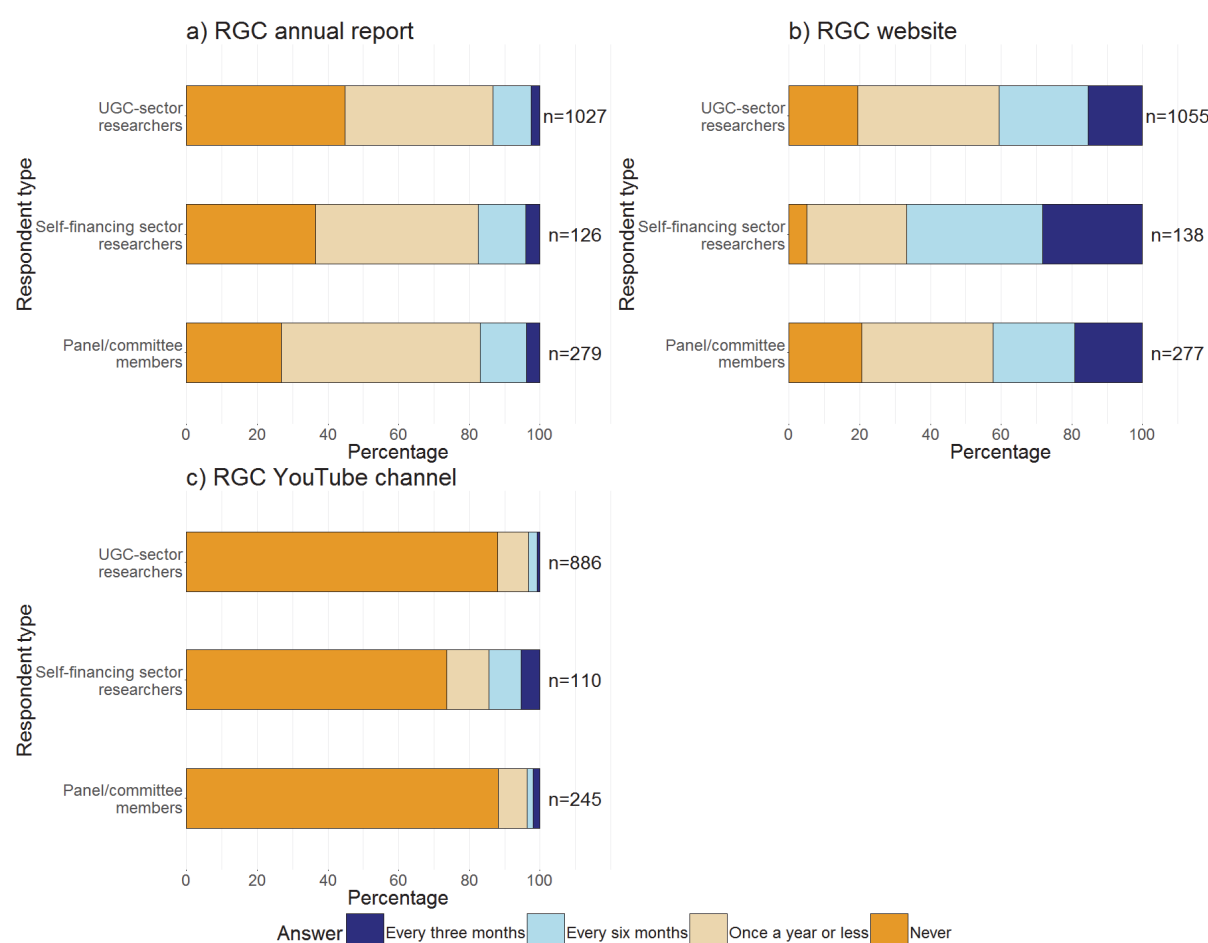 a) RGC annual report
Respondent type
UGC-sector
researchers
n=1027
Self-financing sector
researchers
n=126
Panel/committee
members
n=279
0 20 40 60 80 100
Percentage
b) RGC website
Respondent type
UGC-sector
researchers
n=1055
Self-financing sector
researchers
n=138
Panel/committee
members
n=277
0 20 40 60 80 100
Percentage
c) RGC YouTube channel
Respondent type
UGC-sector
researchers
n=886
Self-financing sector
researchers
n=110
Panel/committee
members
n=245
0 20 40 60 80 100
Percentage
Answer Every three months Every six months Once a year or less Never